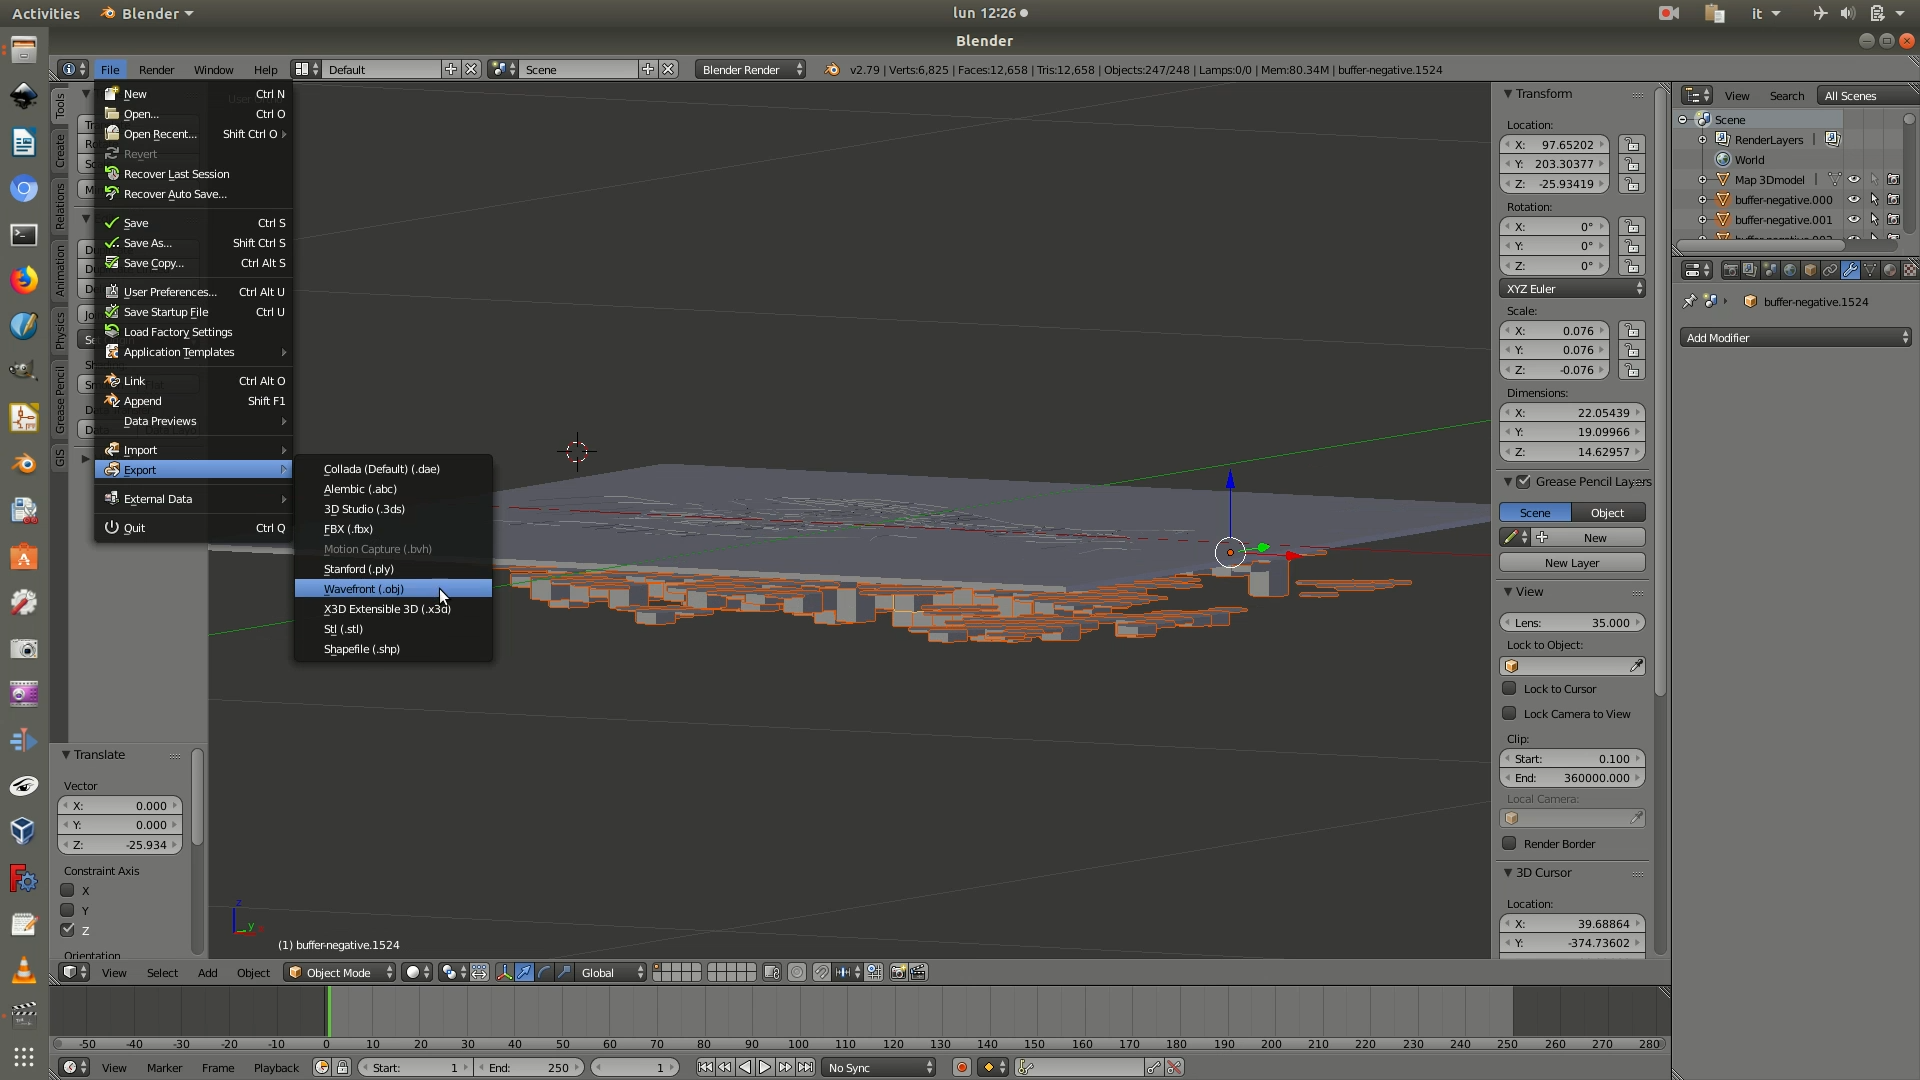 Activities
Blender
lun 12:26
it
Blender
File
Render
Window
Help
Default
Scene
Blender Render
v2.79 | Verts:6,825 | Faces:12,658 | Tris:12,658 | Objects:247/248 | Lamps:0/0 | Mem:80.34M | buffer-negative.1524
New Ctrl N
Open... Ctrl O
Open Recent... Shift Ctrl O
Revert
Recover Last Session
Recover Auto Save...
Save Ctrl S
Save As... Shift Ctrl S
Save Copy... Ctrl Alt S
User Preferences... Ctrl Alt U
Save Startup File Ctrl U
Load Factory Settings
Application Templates
Link Ctrl Alt O
Append Shift F1
Data Previews
Import
Export
External Data
Quit Ctrl Q
Collada (Default) (.dae)
Alembic (.abc)
3D Studio (.3ds)
FBX (.fbx)
Motion Capture (.bvh)
Stanford (.ply)
Wavefront (.obj)
X3D Extensible 3D (.x3d)
Stl (.stl)
Shapefile (.shp)
Tools
Create
Relations
Animation
Physics
Grease Pencil
GIS
Translate
Vector
X: 0.000
Y: 0.000
Z: -25.934
Constraint Axis
X
Y
Z
Orientation
z
y
(1) buffer-negative.1524
Transform
Location:
X: 97.65202
Y: 203.30377
Z: -25.93419
Rotation:
X: 0°
Y: 0°
Z: 0°
XYZ Euler
Scale:
X: 0.076
Y: 0.076
Z: -0.076
Dimensions:
X: 22.05439
Y: 19.09966
Z: 14.62957
Grease Pencil Layers
Scene
Object
New
New Layer
View
Lens: 35.000
Lock to Object:
Lock to Cursor
Lock Camera to View
Clip:
Start: 0.100
End: 360000.000
Local Camera:
Render Border
3D Cursor
Location:
X: 39.68864
Y: -374.73602
View
Search
All Scenes
Scene
RenderLayers
World
Map 3Dmodel
buffer-negative.000
buffer-negative.001
buffer-negative.1524
Add Modifier
View
Select
Add
Object
Object Mode
Global
-50 -40 -30 -20 -10 0 10 20 30 40 50 60 70 80 90 100 110 120 130 140 150 160 170 180 190 200 210 220 230 240 250 260 270 280
View
Marker
Frame
Playback
Start: 1
End: 250
1
No Sync